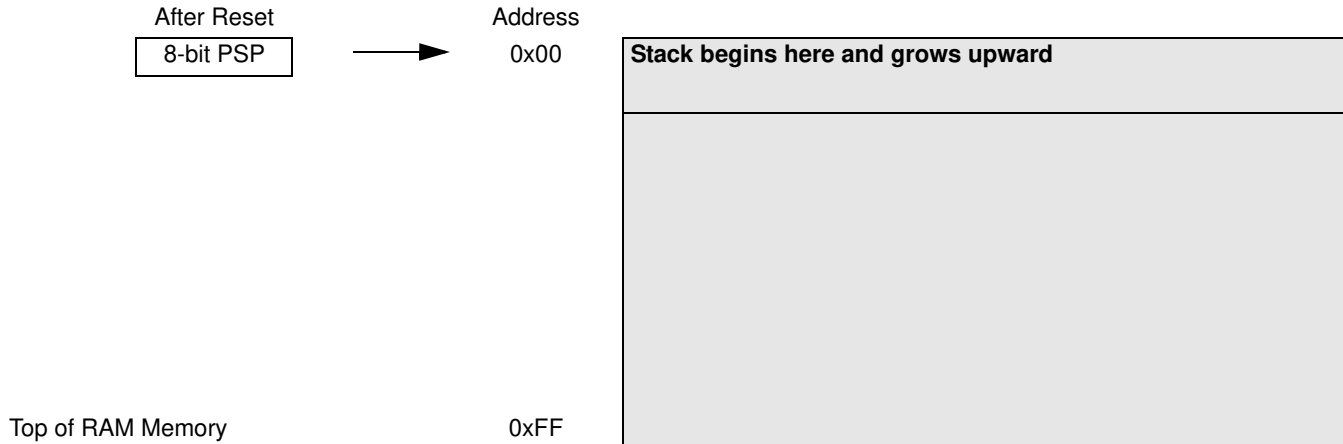 After Reset Address
8-bit PSP 0x00 Stack begins here and grows upward
Top of RAM Memory 0xFF